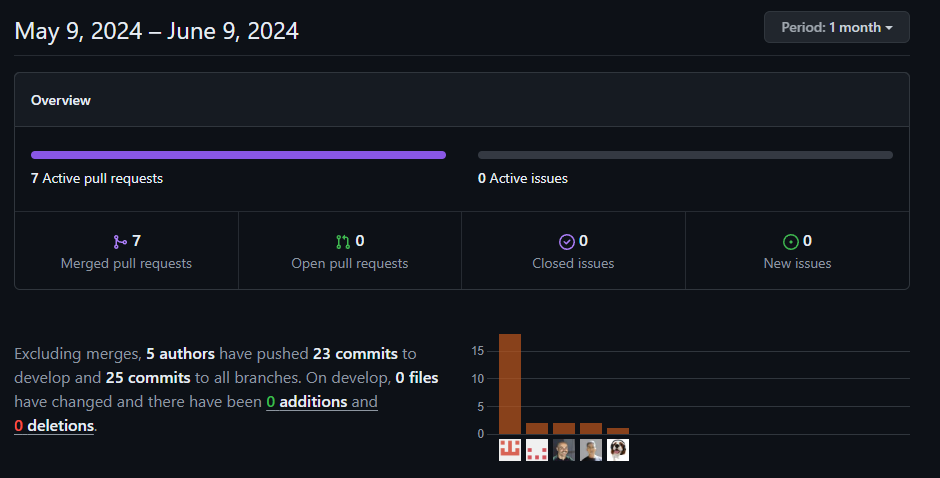 May 9, 2024 – June 9, 2024
Period: 1 month
Overview
7 Active pull requests
0 Active issues
7
Merged pull requests
0
Open pull requests
0
Closed issues
0
New issues
Excluding merges, 5 authors have pushed 23 commits to
develop and 25 commits to all branches. On develop, 0 files
have changed and there have been 0 additions and
0 deletions.
15
10
5
0